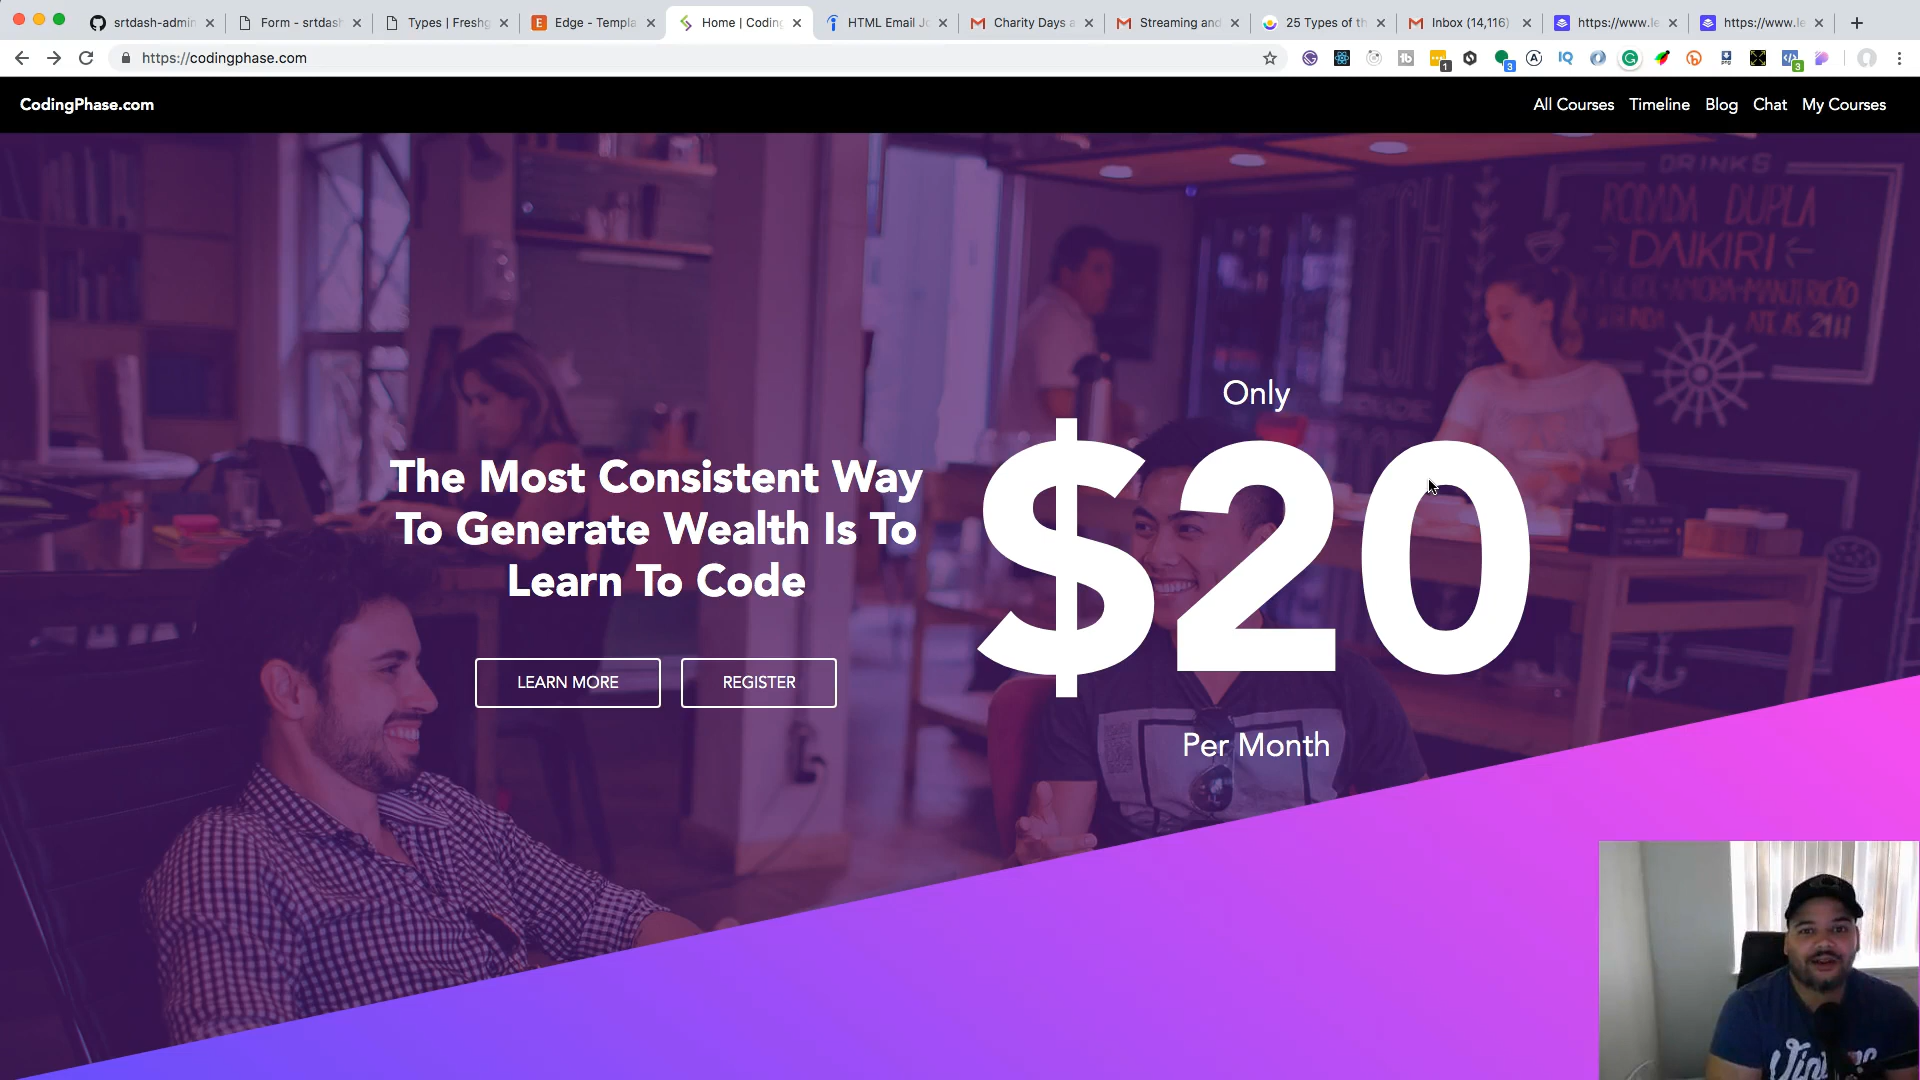 srtdash-admin
Form - srtdash
Types | Freshg
Edge - Templa
Home | Coding
HTML Email Jo
Charity Days a
Streaming and
25 Types of th
Inbox (14,116)
https://www.le
https://www.le
https://codingphase.com
CodingPhase.com
All Courses
Timeline
Blog
Chat
My Courses
DRINKS
RODADA DUPLA
DAIKIRI
Only
$20
Per Month
The Most Consistent Way
To Generate Wealth Is To
Learn To Code
LEARN MORE
REGISTER